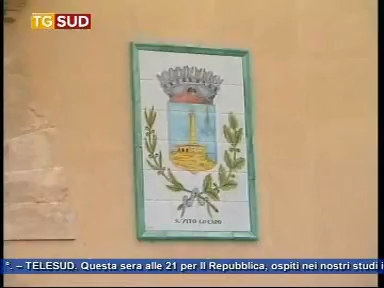 TG SUD
S. VITO LO CAPO
°. – TELESUD. Questa sera alle 21 per Il Repubblica, ospiti nei nostri studi i